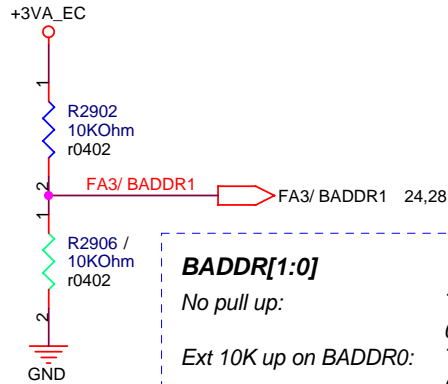 +3VA_EC
1
R2902
10KOhm
r0402
2
FA3/ BADDR1
FA3/ BADDR1 24,28
1
R2906 /
10KOhm
r0402
2
GND
BADDR[1:0]
No pull up:
Ext 10K up on BADDR0: